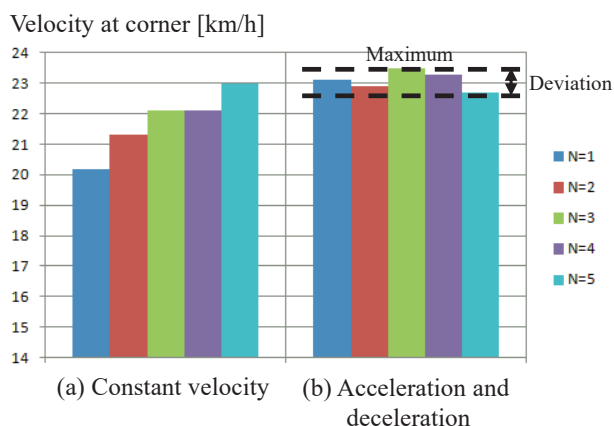 Velocity at corner [km/h]
24
23
22
21
20
19
18
17
16
15
14
Maximum
Deviation
N=1
N=2
N=3
N=4
N=5
(a) Constant velocity
(b) Acceleration and
deceleration